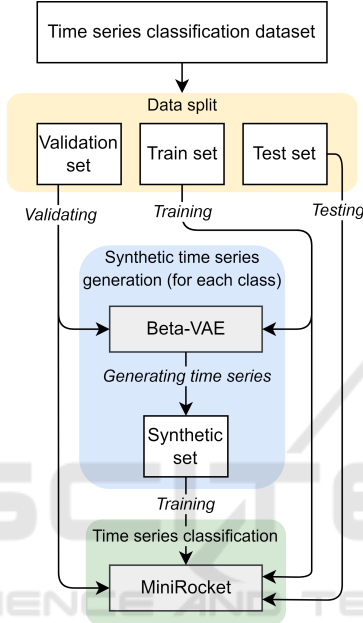 Time series classification dataset
Data split
Validation
set
Train set
Test set
Validating
Training
Testing
Synthetic time series
generation (for each class)
Beta-VAE
Generating time series
Synthetic
set
Training
Time series classification
MiniRocket